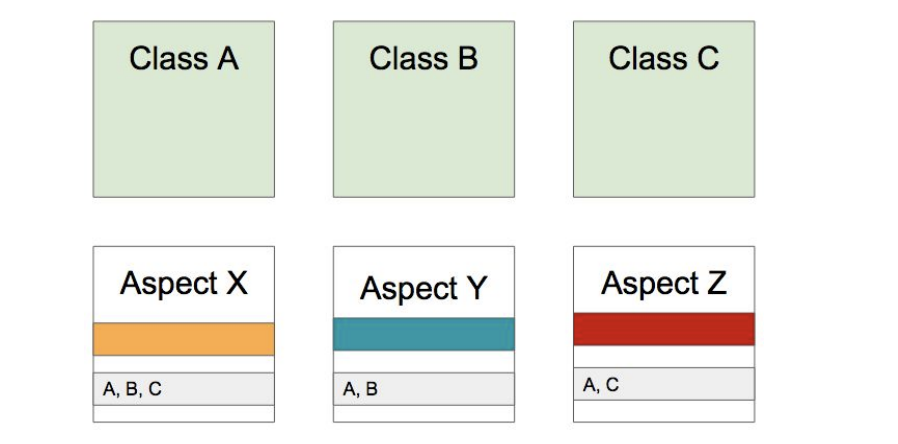 Class A
Class B
Class C
Aspect X
Aspect Y
Aspect Z
A, B, C
A, B
A, C